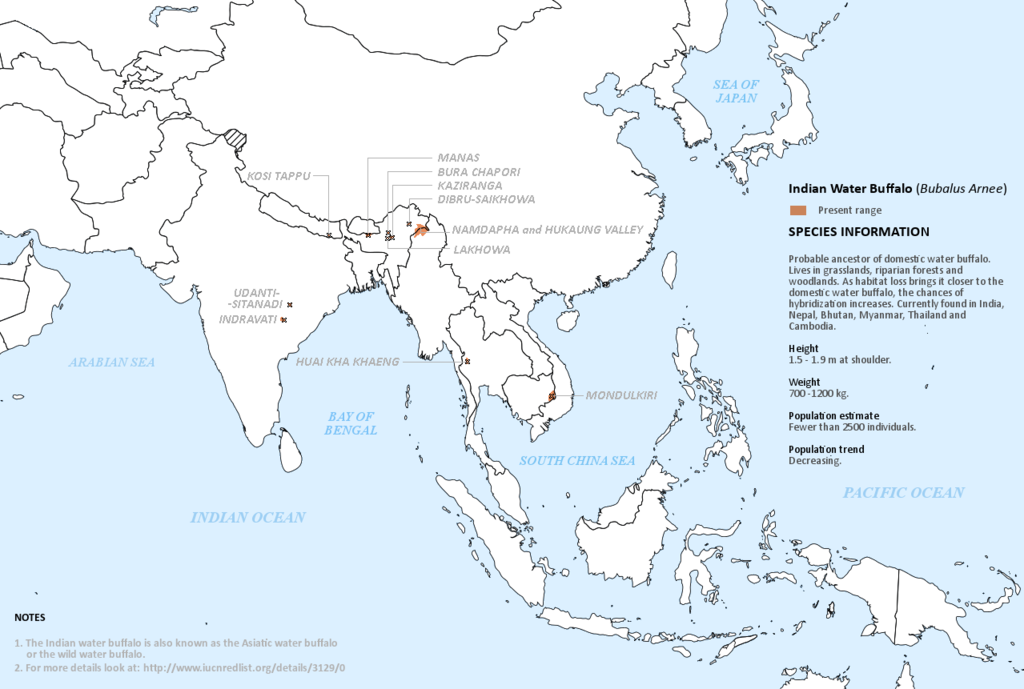 SEA OF
JAPAN
MANAS
BURA CHAPORI
KOSI TAPPU
KAZIRANGA
DIBRU-SAIKHOWA
NAMDAPHA and HUKAUNG VALLEY
LAKHOWA
UDANTI-
-SITANADI
INDRAVATI
ARABIAN SEA
HUAI KHA KHAENG
MONDULKIRI
BAY OF
BENGAL
SOUTH CHINA SEA
PACIFIC OCEAN
INDIAN OCEAN
Indian Water Buffalo (Bubalus Arnee)
Present range
SPECIES INFORMATION
Probable ancestor of domestic water buffalo.
Lives in grasslands, riparian forests and
woodlands. As habitat loss brings it closer to the
domestic water buffalo, the chances of
hybridization increases. Currently found in India,
Nepal, Bhutan, Myanmar, Thailand and
Cambodia.
Height
1.5 - 1.9 m at shoulder.
Weight
700 -1200 kg.
Population estimate
Fewer than 2500 individuals.
Population trend
Decreasing.
NOTES
1. The Indian water buffalo is also known as the Asiatic water buffalo
or the wild water buffalo.
2. For more details look at: http://www.iucnredlist.org/details/3129/0